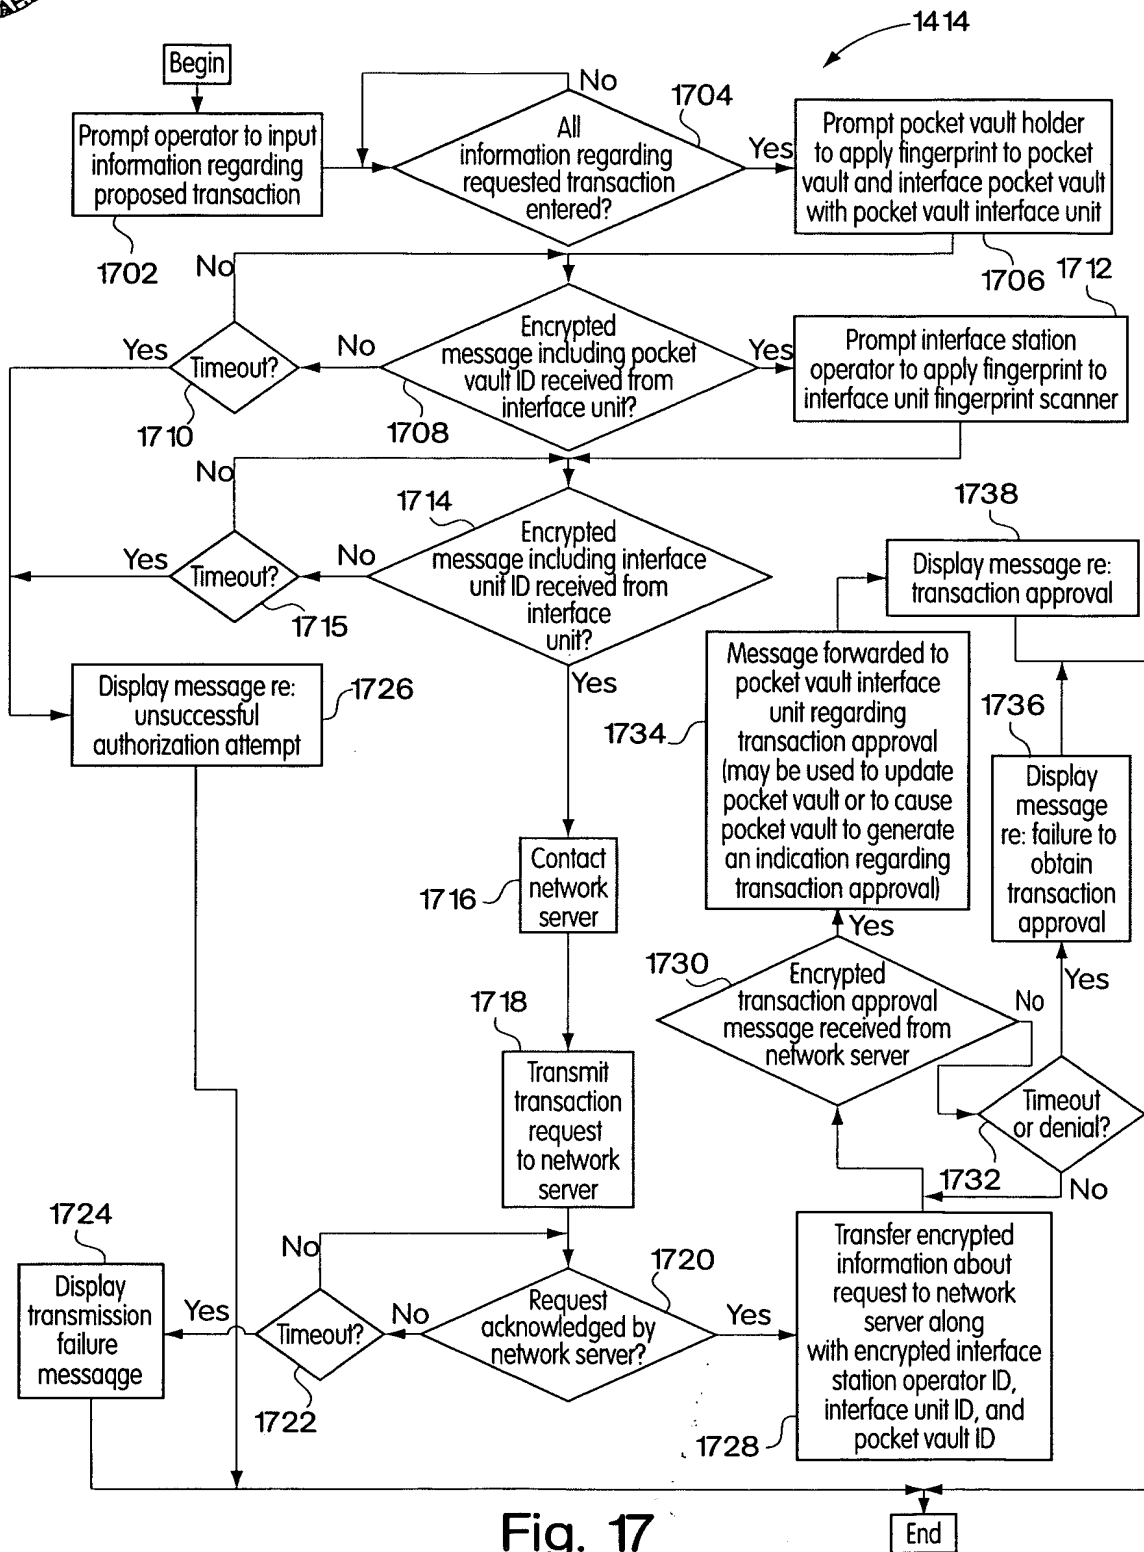 1414
Begin
No
1704
Prompt operator to input
information regarding
proposed transaction
1702
All
information regarding
requested transaction
entered?
Yes
Prompt pocket vault holder
to apply fingerprint to pocket
vault and interface pocket vault
with pocket vault interface unit
1706
No
1712
Yes
Timeout?
1710
No
Encrypted
message including pocket
vault ID received from
interface unit?
1708
Yes
Prompt interface station
operator to apply fingerprint to
interface unit fingerprint scanner
No
1714
Yes
Timeout?
1715
No
Encrypted
message including interface
unit ID received from
interface
unit?
Yes
1738
Display message re:
transaction approval
Display message re:
unsuccessful
authorization attempt
1726
1734
Message forwarded to
pocket vault interface
unit regarding
transaction approval
(may be used to update
pocket vault or to cause
pocket vault to generate
an indication regarding
transaction approval)
1736
Display
message
re: failure to
obtain
transaction
approval
1716
Contact
network
server
Yes
1730
Encrypted
transaction approval
message received from
network server
No
Yes
1718
Transmit
transaction
request
to network
server
Timeout
or denial?
1732
No
1724
Display
transmission
failure
messaqge
Yes
No
Timeout?
1722
No
1720
Request
acknowledged by
network server?
Yes
Transfer encrypted
information about
request to network
server along
with encrypted interface
station operator ID,
interface unit ID, and
pocket vault ID
1728
Fig. 17
End